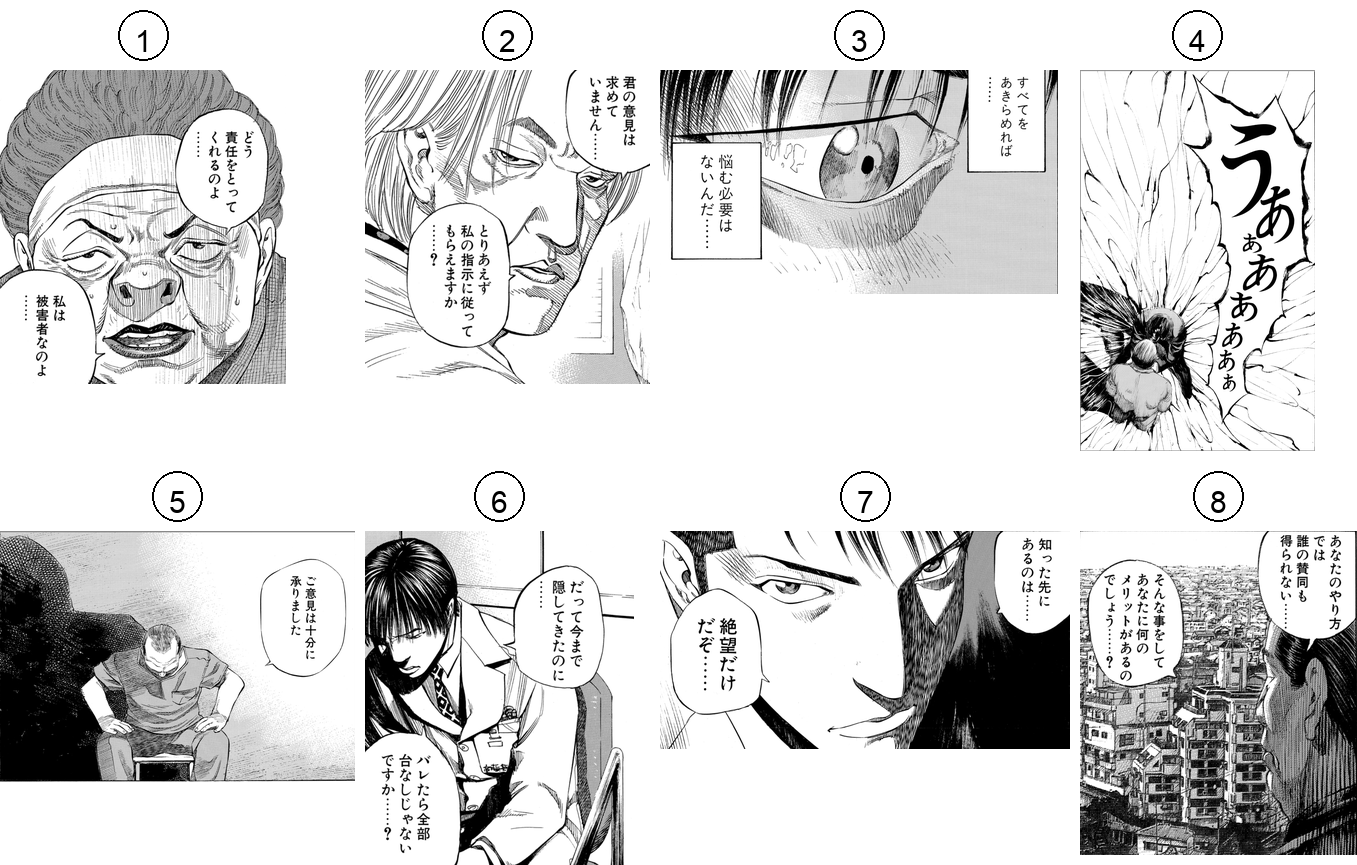 1
どう
責任をとって
くれるのよ
……
私は
被害者なのよ
……
2
君の意見は
求めて
いません……
とりあえず
私の指示に従って
もらえますか
……？
3
すべてを
あきらめれば
……
悩む必要は
ないんだ……
4
うあぁあぁあぁぁ
5
ご意見は十分に
承りました
6
だって今まで
隠してきたのに
……
バレたら全部
台なしじゃない
ですか……？
7
知った先に
あるのは……
絶望だけ
だぞ……
8
あなたのやり方
では
誰の賛同も
得られない……
そんな事をして
あなたに何の
メリットがあるの
でしょう……？